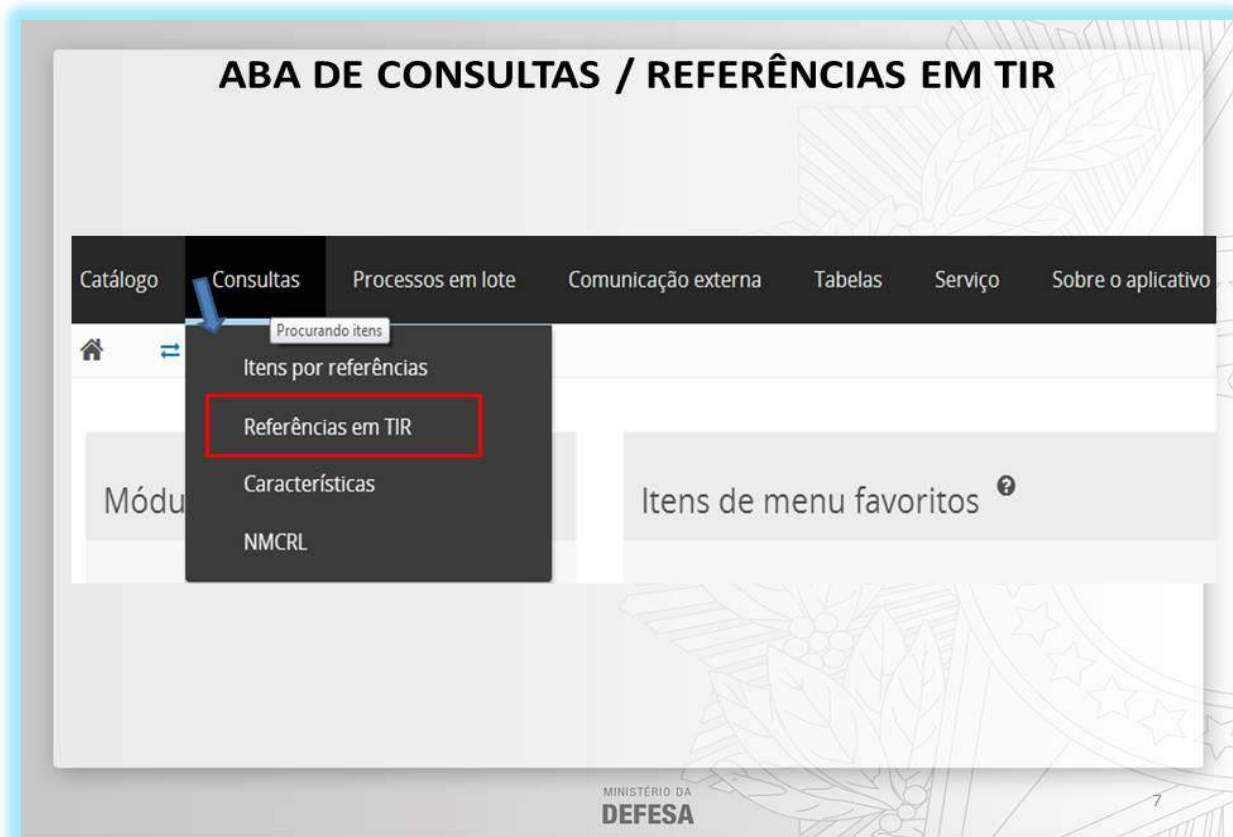 ABA DE CONSULTAS / REFERÊNCIAS EM TIR
Catálogo Consultas Processos em lote Comunicação externa Tabelas Serviço Sobre o aplicativo
Procurando itens
Itens por referências
Referências em TIR
Características
NMCRL
Módu
Itens de menu favoritos
MINISTÉRIO DA
DEFESA
7